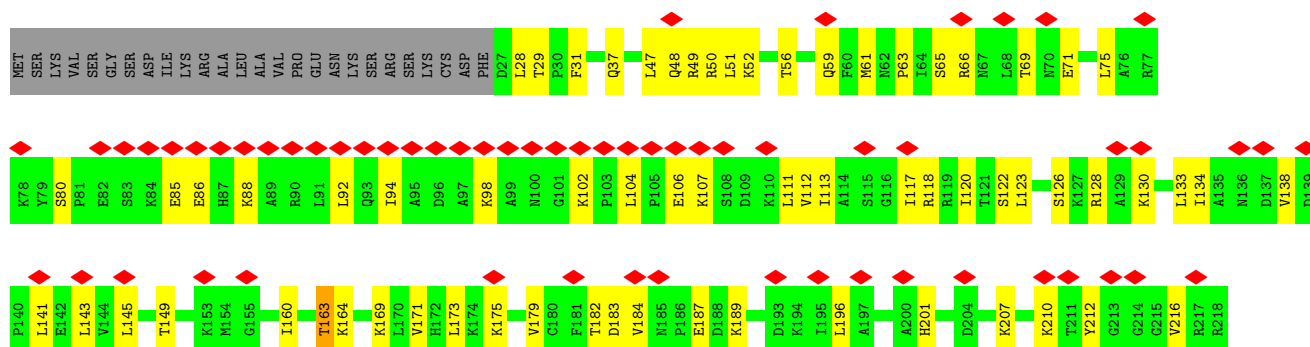 MET SER LYS VAL SER GLY SER ASP ILE LYS ARG ALA LEU ALA VAL PRO GLU ASN LYS SER ARG SER LYS CYS ASP PHE D27 L28 T29 P30 F31 Q37 L47 Q48 R49 R50 L51 K52 T56 Q59 F60 M61 N62 P63 I64 S65 R66 N67 L68 T69 N70 E71 L75 A76 R77
K78 Y79 S80 P81 E82 S83 K84 E85 E86 H87 K88 A89 R90 L91 L92 Q93 I94 A95 D96 A97 K98 A99 N100 G101 K102 P103 L104 P105 E106 K107 S108 D109 K110 L111 V112 I113 A114 S115 G116 I117 R118 R119 I120 T121 S122 L123 S126 K127 R128 A129 K130 L133 I134 A135 N136 D137 V138 D139
P140 L141 E142 L143 V144 L145 T149 K153 M154 G155 I160 T163 K164 K169 L170 V171 H172 L173 K174 K175 V179 C180 F181 T182 D183 V184 N185 P186 E187 D188 K189 D193 K194 I195 L196 A197 A200 H201 D204 K207 K210 T211 Y212 G213 G214 G215 V216 R217 R218